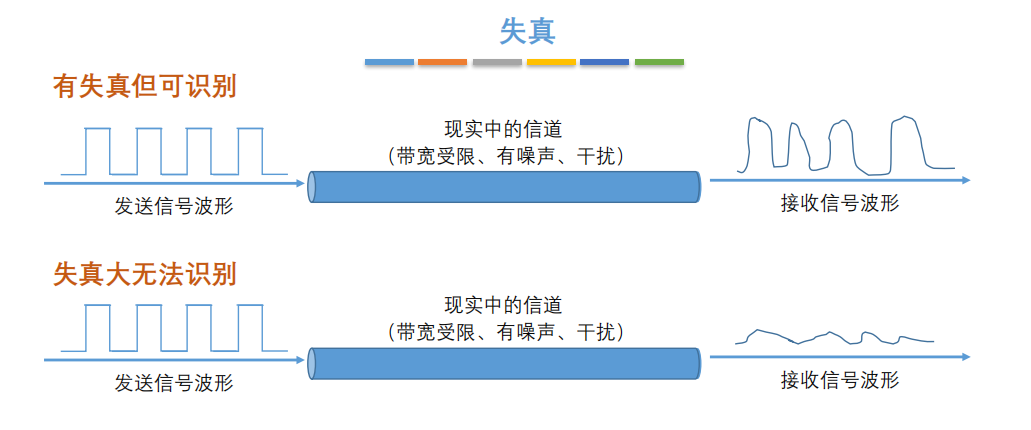 失真
有失真但可识别
现实中的信道
（带宽受限、有噪声、干扰）
发送信号波形
接收信号波形
失真大无法识别
现实中的信道
（带宽受限、有噪声、干扰）
发送信号波形
接收信号波形